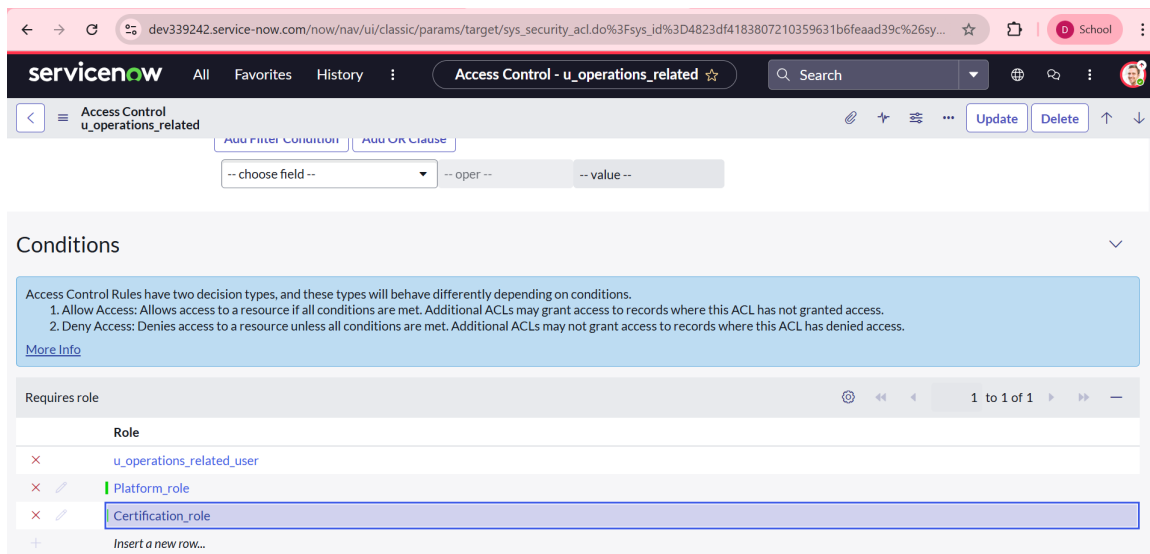 dev339242.service-now.com/now/nav/ui/classic/params/target/sys_security_acl.do%3Fsys_id%3D4823df4183807210359631b6feaad39c%26sy...
D School
servicenow All Favorites History Access Control - u_operations_related Search
Access Control
u_operations_related
Update Delete
Add Filter Condition Add OR Clause
-- choose field -- -- oper -- -- value --
Conditions
Access Control Rules have two decision types, and these types will behave differently depending on conditions.
1. Allow Access: Allows access to a resource if all conditions are met. Additional ACLs may grant access to records where this ACL has not granted access.
2. Deny Access: Denies access to a resource unless all conditions are met. Additional ACLs may not grant access to records where this ACL has denied access.
More Info
Requires role 1 to 1 of 1
Role
u_operations_related_user
Platform_role
Certification_role
Insert a new row...